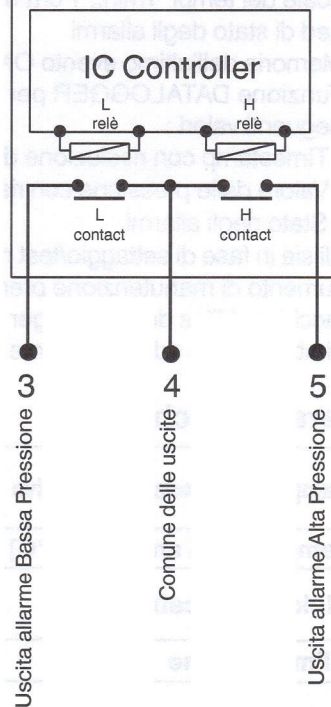 IC Controller
L
relè
H
relè
L
contact
H
contact
3
4
5
Uscita allarme Bassa Pressione
Comune delle uscite
Uscita allarme Alta Pressione